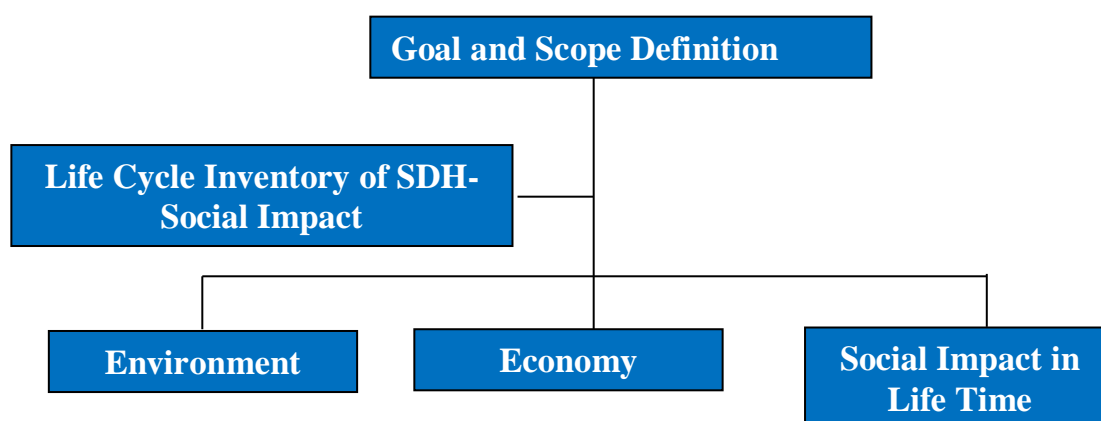 Goal and Scope Definition
Life Cycle Inventory of SDH-
Social Impact
Environment
Economy
Social Impact in
Life Time